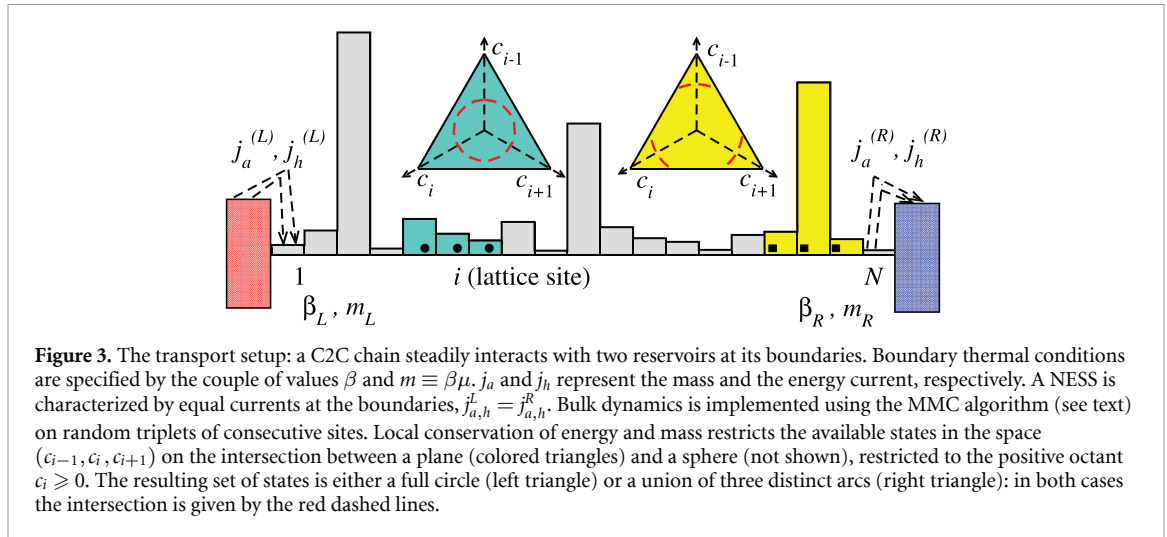 c_{i-1} c_{i-1}
j_a^{(L)}, j_h^{(L)} j_a^{(R)}, j_h^{(R)}
c_i c_{i+1} c_i c_{i+1}
1 i (lattice site) N
β_L , m_L β_R , m_R
Figure 3. The transport setup: a C2C chain steadily interacts with two reservoirs at its boundaries. Boundary thermal conditions
are specified by the couple of values β and m ≡ βμ. j_a and j_h represent the mass and the energy current, respectively. A NESS is
characterized by equal currents at the boundaries, j_{a,h}^L = j_{a,h}^R. Bulk dynamics is implemented using the MMC algorithm (see text)
on random triplets of consecutive sites. Local conservation of energy and mass restricts the available states in the space
(c_{i−1}, c_i, c_{i+1}) on the intersection between a plane (colored triangles) and a sphere (not shown), restricted to the positive octant
c_i ⩾ 0. The resulting set of states is either a full circle (left triangle) or a union of three distinct arcs (right triangle): in both cases
the intersection is given by the red dashed lines.